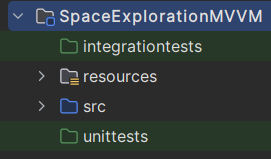 SpaceExplorationMVVM
integrationtests
resources
src
unittests